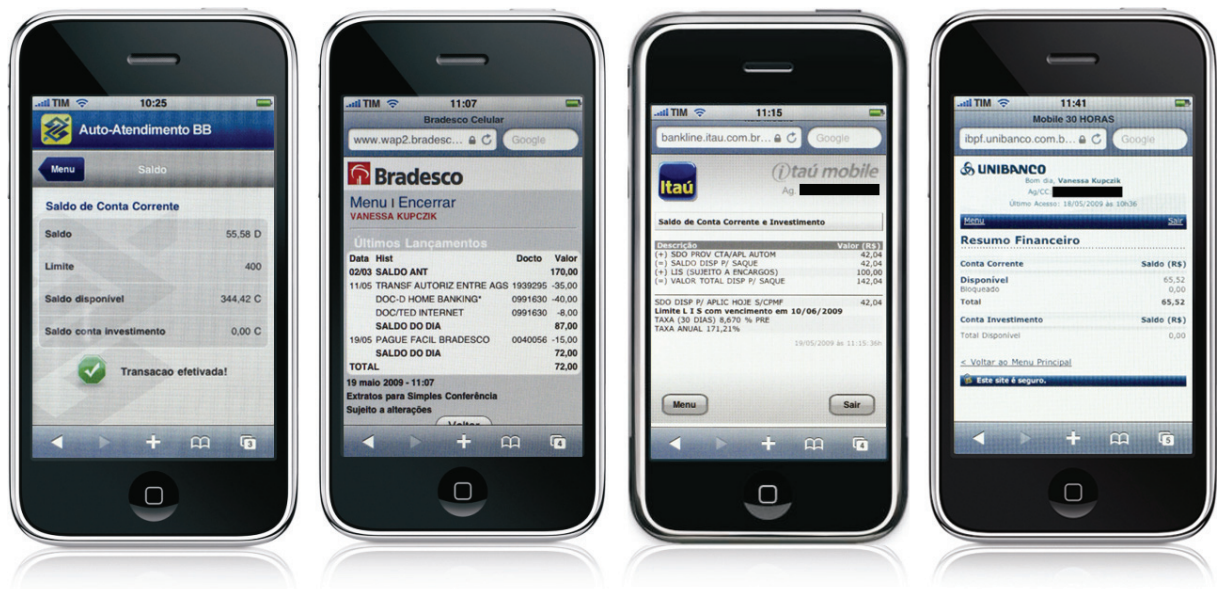 TIM
10:25
Auto-Atendimento BB
Menu
Saldo
Saldo de Conta Corrente
Saldo 55,58 D
Limite 400
Saldo disponível 344,42 C
Saldo conta investimento 0,00 C
Transacao efetivada!
3
TIM
11:07
Bradesco Celular
www.wap2.bradesc...
Google
Bradesco
Menu | Encerrar
VANESSA KUPCZIK
Últimos Lançamentos
Data Hist Docto Valor
02/03 SALDO ANT 170,00
11/05 TRANSF AUTORIZ ENTRE AGS 1939295 -35,00
DOC-D HOME BANKING* 0991630 -40,00
DOC/TED INTERNET 0991630 -8,00
SALDO DO DIA 87,00
19/05 PAGUE FACIL BRADESCO 0040056 -15,00
SALDO DO DIA 72,00
TOTAL 72,00
19 maio 2009 - 11:07
Extratos para Simples Conferência
Sujeito a alterações
Voltar
4
TIM
11:15
bankline.itau.com.br...
Google
Itaú
itaú mobile
Ag.
Saldo de Conta Corrente e Investimento
Descrição Valor (R$)
(+) SDO PROV CTA/APL AUTOM 42,04
(=) SALDO DISP P/ SAQUE 42,04
(+) LIS (SUJEITO A ENCARGOS) 100,00
(=) VALOR TOTAL DISP P/ SAQUE 142,04
SDO DISP P/ APLIC HOJE S/CPMF 42,04
Limite L I S com vencimento em 10/06/2009
TAXA (30 DIAS) 8,670 % PRE
TAXA ANUAL 171,21%
19/05/2009 às 11:15:36h
Menu
Sair
4
TIM
11:41
Mobile 30 HORAS
ibpf.unibanco.com.b...
Google
UNIBANCO
Bom dia, Vanessa Kupczik
Ag/CC:
Último Acesso: 18/05/2009 às 10h36
Menu Sair
Resumo Financeiro
Conta Corrente Saldo (R$)
Disponível 65,52
Bloqueado 0,00
Total 65,52
Conta Investimento Saldo (R$)
Total Disponível 0,00
< Voltar ao Menu Principal
Este site é seguro.
5